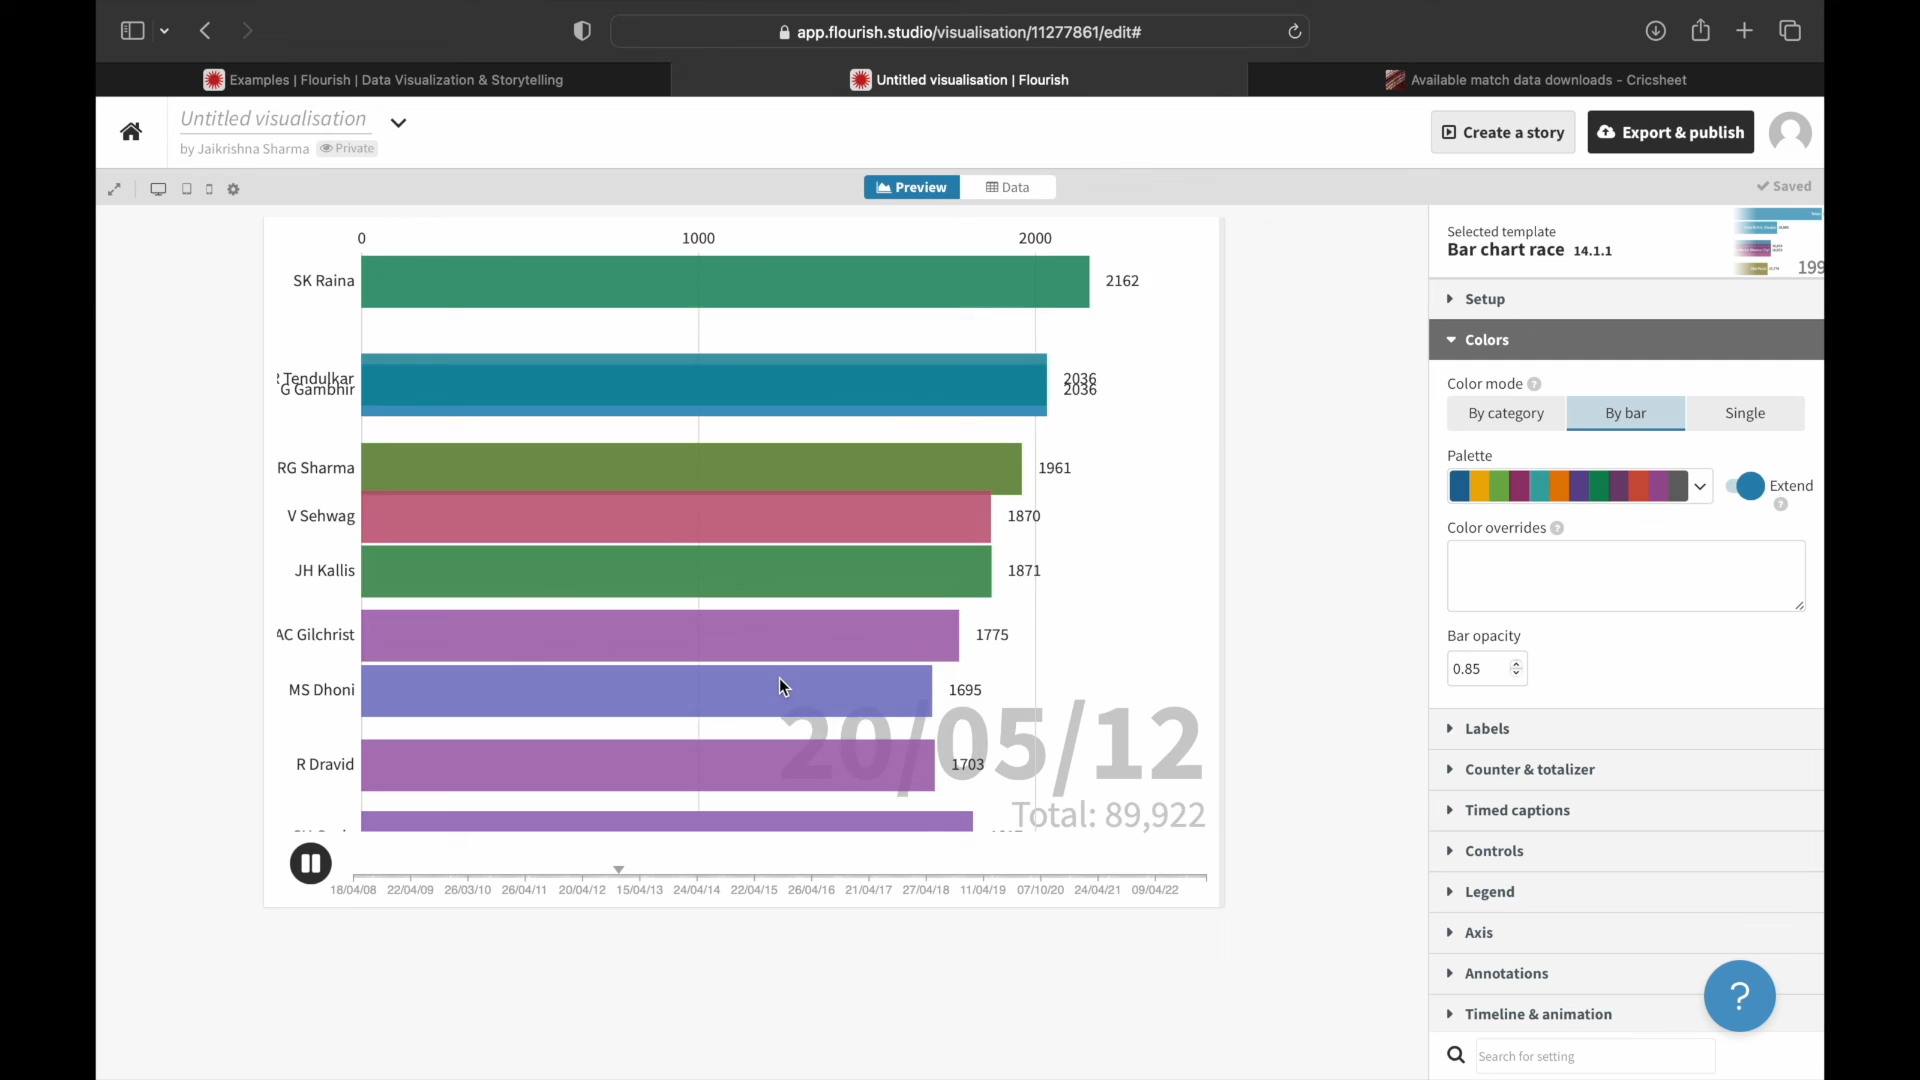 app.flourish.studio/visualisation/11277861/edit#
Examples | Flourish | Data Visualization & Storytelling
Untitled visualisation | Flourish
Available match data downloads - Cricsheet
Untitled visualisation
by Jaikrishna Sharma
Private
Create a story
Export & publish
Preview
Data
Saved
0
1000
2000
SK Raina
2162
Tendulkar
2036
G Gambhir
2036
RG Sharma
1961
V Sehwag
1870
JH Kallis
1871
AC Gilchrist
1775
MS Dhoni
1695
R Dravid
1703
20/05/12
Total: 89,922
18/04/08 22/04/09 26/03/10 26/04/11 20/04/12 15/04/13 24/04/14 22/04/15 26/04/16 21/04/17 27/04/18 11/04/19 07/10/20 24/04/21 09/04/22
Selected template
Bar chart race 14.1.1
199
Setup
Colors
Color mode ?
By category
By bar
Single
Palette
Extend
?
Color overrides ?
Bar opacity
0.85
Labels
Counter & totalizer
Timed captions
Controls
Legend
Axis
Annotations
Timeline & animation
?
Search for setting